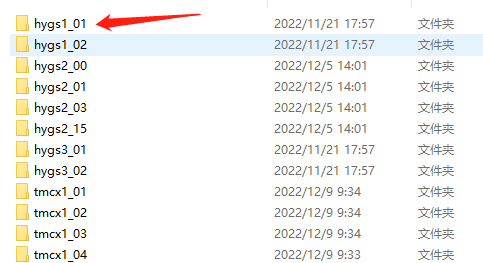 hygs1_01 2022/11/21 17:57 文件夹
hygs1_02 2022/11/21 17:57 文件夹
hygs2_00 2022/12/5 14:01 文件夹
hygs2_01 2022/12/5 14:01 文件夹
hygs2_03 2022/12/5 14:01 文件夹
hygs2_15 2022/12/5 14:01 文件夹
hygs3_01 2022/11/21 17:57 文件夹
hygs3_02 2022/11/21 17:57 文件夹
tmcx1_01 2022/12/9 9:34 文件夹
tmcx1_02 2022/12/9 9:34 文件夹
tmcx1_03 2022/12/9 9:34 文件夹
tmcx1_04 2022/12/9 9:33 文件夹